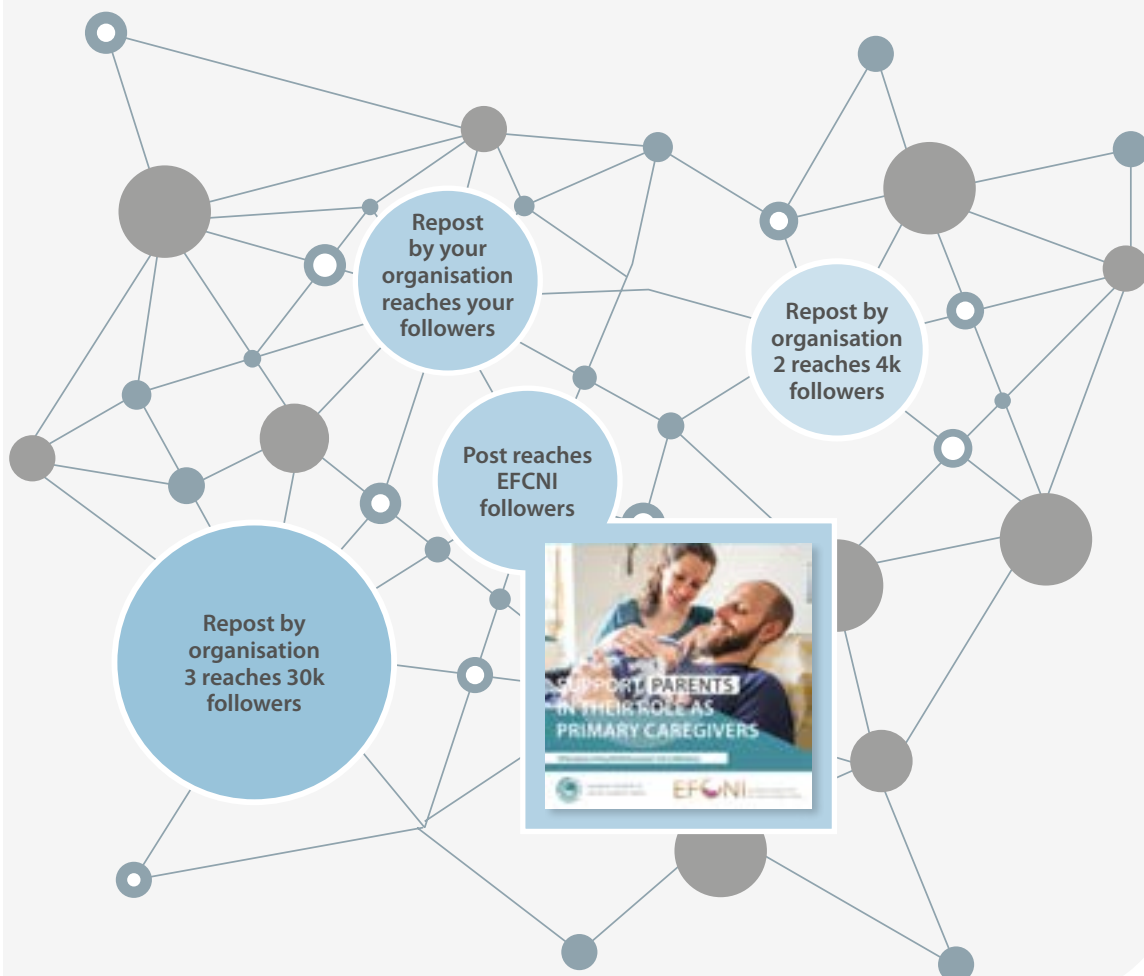 Repost
by your
organisation
reaches your
followers
Repost by
organisation
2 reaches 4k
followers
Post reaches
EFCNI
followers
Repost by
organisation
3 reaches 30k
followers
SUPPORT PARENTS
IN THEIR ROLE AS
PRIMARY CAREGIVERS
EFCNI